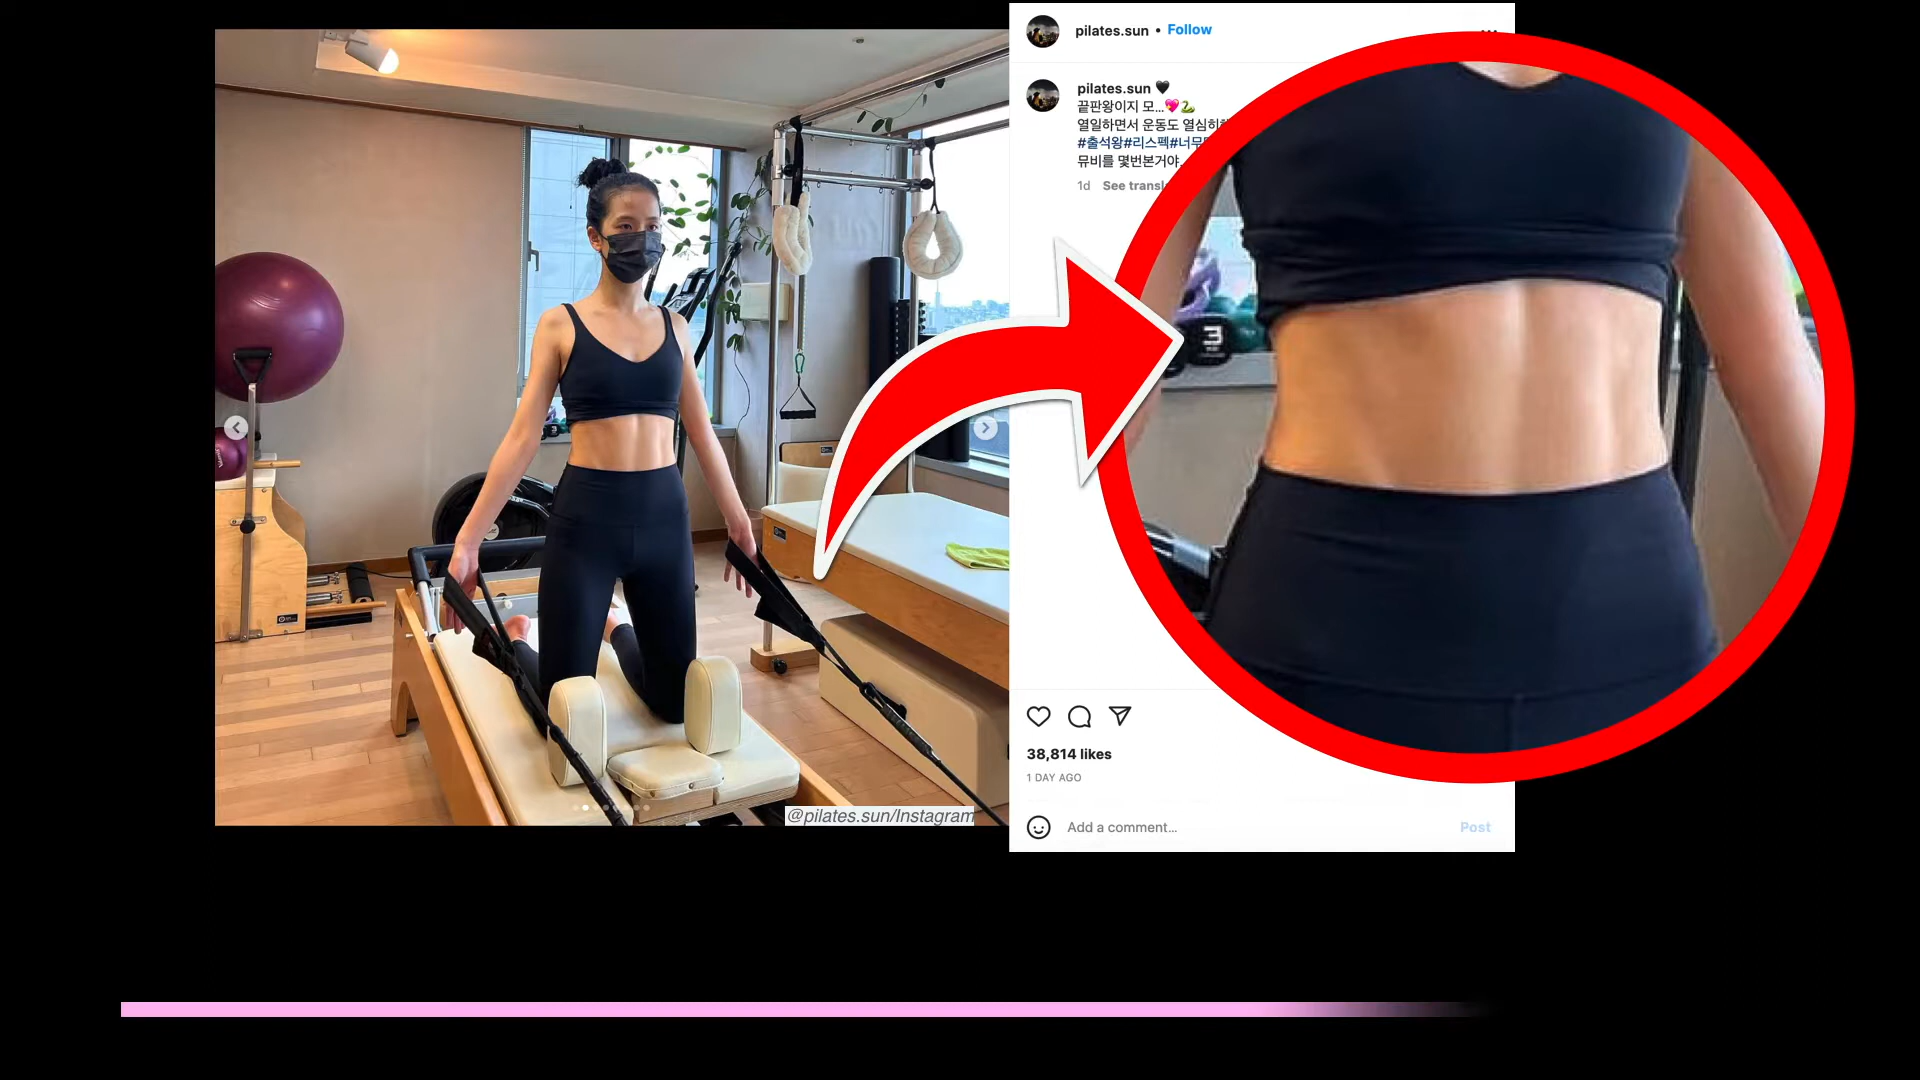 pilates.sun • Follow
pilates.sun 🖤
끝판왕이지 모...💖🐍
열일하면서 운동도 열심히
#출석왕#리스펙#너무
뮤비를 몇번본거야
1d See transl
3
38,814 likes
1 DAY AGO
Add a comment...
Post
@pilates.sun/Instagram